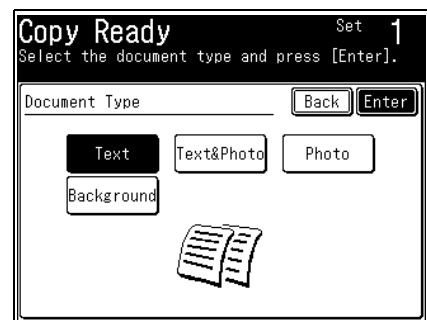 Copy Ready Set 1
Select the document type and press [Enter].
Document Type Back Enter
Text Text&Photo Photo
Background